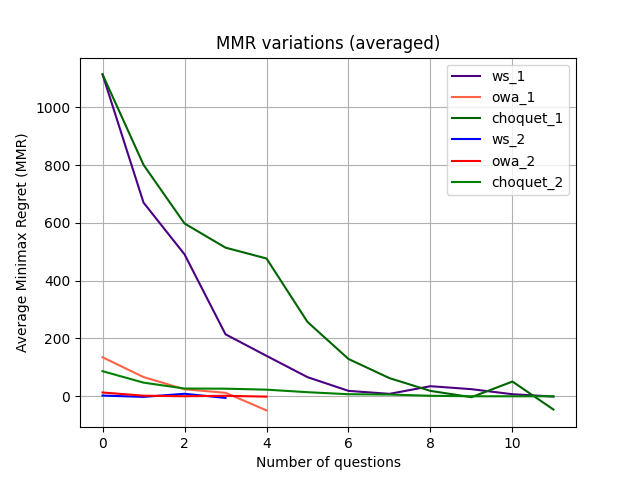 MMR variations (averaged)
Average Minimax Regret (MMR)
1000
800
600
400
200
0
0
2
4
6
8
10
Number of questions
ws_1
owa_1
choquet_1
ws_2
owa_2
choquet_2